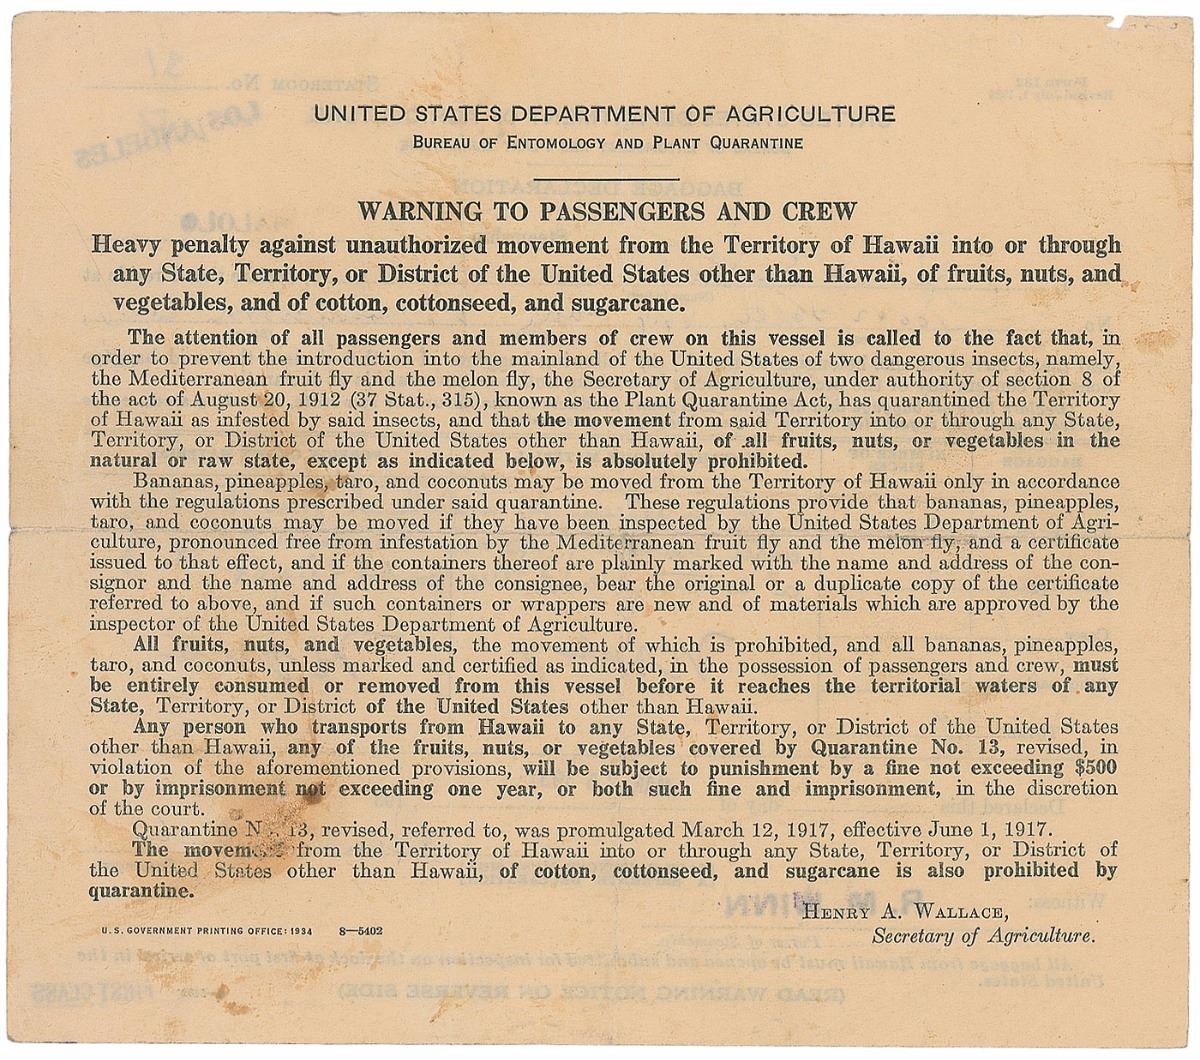 UNITED STATES DEPARTMENT OF AGRICULTURE
BUREAU OF ENTOMOLOGY AND PLANT QUARANTINE
WARNING TO PASSENGERS AND CREW
Heavy penalty against unauthorized movement from the Territory of Hawaii into or through
any State, Territory, or District of the United States other than Hawaii, of fruits, nuts, and
vegetables, and of cotton, cottonseed, and sugarcane.
The attention of all passengers and members of crew on this vessel is called to the fact that, in
order to prevent the introduction into the mainland of the United States of two dangerous insects, namely,
the Mediterranean fruit fly and the melon fly, the Secretary of Agriculture, under authority of section 8 of
the act of August 20, 1912 (37 Stat., 315), known as the Plant Quarantine Act, has quarantined the Territory
of Hawaii as infested by said insects, and that the movement from said Territory into or through any State,
Territory, or District of the United States other than Hawaii, of all fruits, nuts, or vegetables in the
natural or raw state, except as indicated below, is absolutely prohibited.
Bananas, pineapples, taro, and coconuts may be moved from the Territory of Hawaii only in accordance
with the regulations prescribed under said quarantine. These regulations provide that bananas, pineapples,
taro, and coconuts may be moved if they have been inspected by the United States Department of Agri-
culture, pronounced free from infestation by the Mediterranean fruit fly and the melon fly, and a certificate
issued to that effect, and if the containers thereof are plainly marked with the name and address of the con-
signor and the name and address of the consignee, bear the original or a duplicate copy of the certificate
referred to above, and if such containers or wrappers are new and of materials which are approved by the
inspector of the United States Department of Agriculture.
All fruits, nuts, and vegetables, the movement of which is prohibited, and all bananas, pineapples,
taro, and coconuts, unless marked and certified as indicated, in the possession of passengers and crew, must
be entirely consumed or removed from this vessel before it reaches the territorial waters of any
State, Territory, or District of the United States other than Hawaii.
Any person who transports from Hawaii to any State, Territory, or District of the United States
other than Hawaii, any of the fruits, nuts, or vegetables covered by Quarantine No. 13, revised, in
violation of the aforementioned provisions, will be subject to punishment by a fine not exceeding $500
or by imprisonment not exceeding one year, or both such fine and imprisonment, in the discretion
of the court.
Quarantine No. 13, revised, referred to, was promulgated March 12, 1917, effective June 1, 1917.
The movement from the Territory of Hawaii into or through any State, Territory, or District of
the United States other than Hawaii, of cotton, cottonseed, and sugarcane is also prohibited by
quarantine.
HENRY A. WALLACE,
Secretary of Agriculture.
U.S. GOVERNMENT PRINTING OFFICE: 1934 8—5402